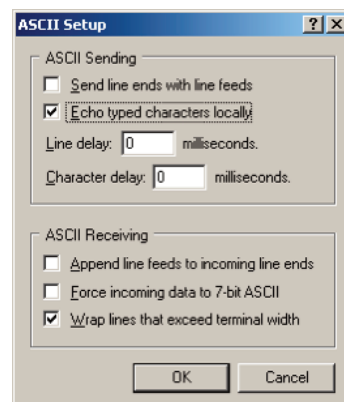 ASCII Setup
ASCII Sending
Send line ends with line feeds
Echo typed characters locally
Line delay: 0 milliseconds.
Character delay: 0 milliseconds.
ASCII Receiving
Append line feeds to incoming line ends
Force incoming data to 7-bit ASCII
Wrap lines that exceed terminal width
OK Cancel